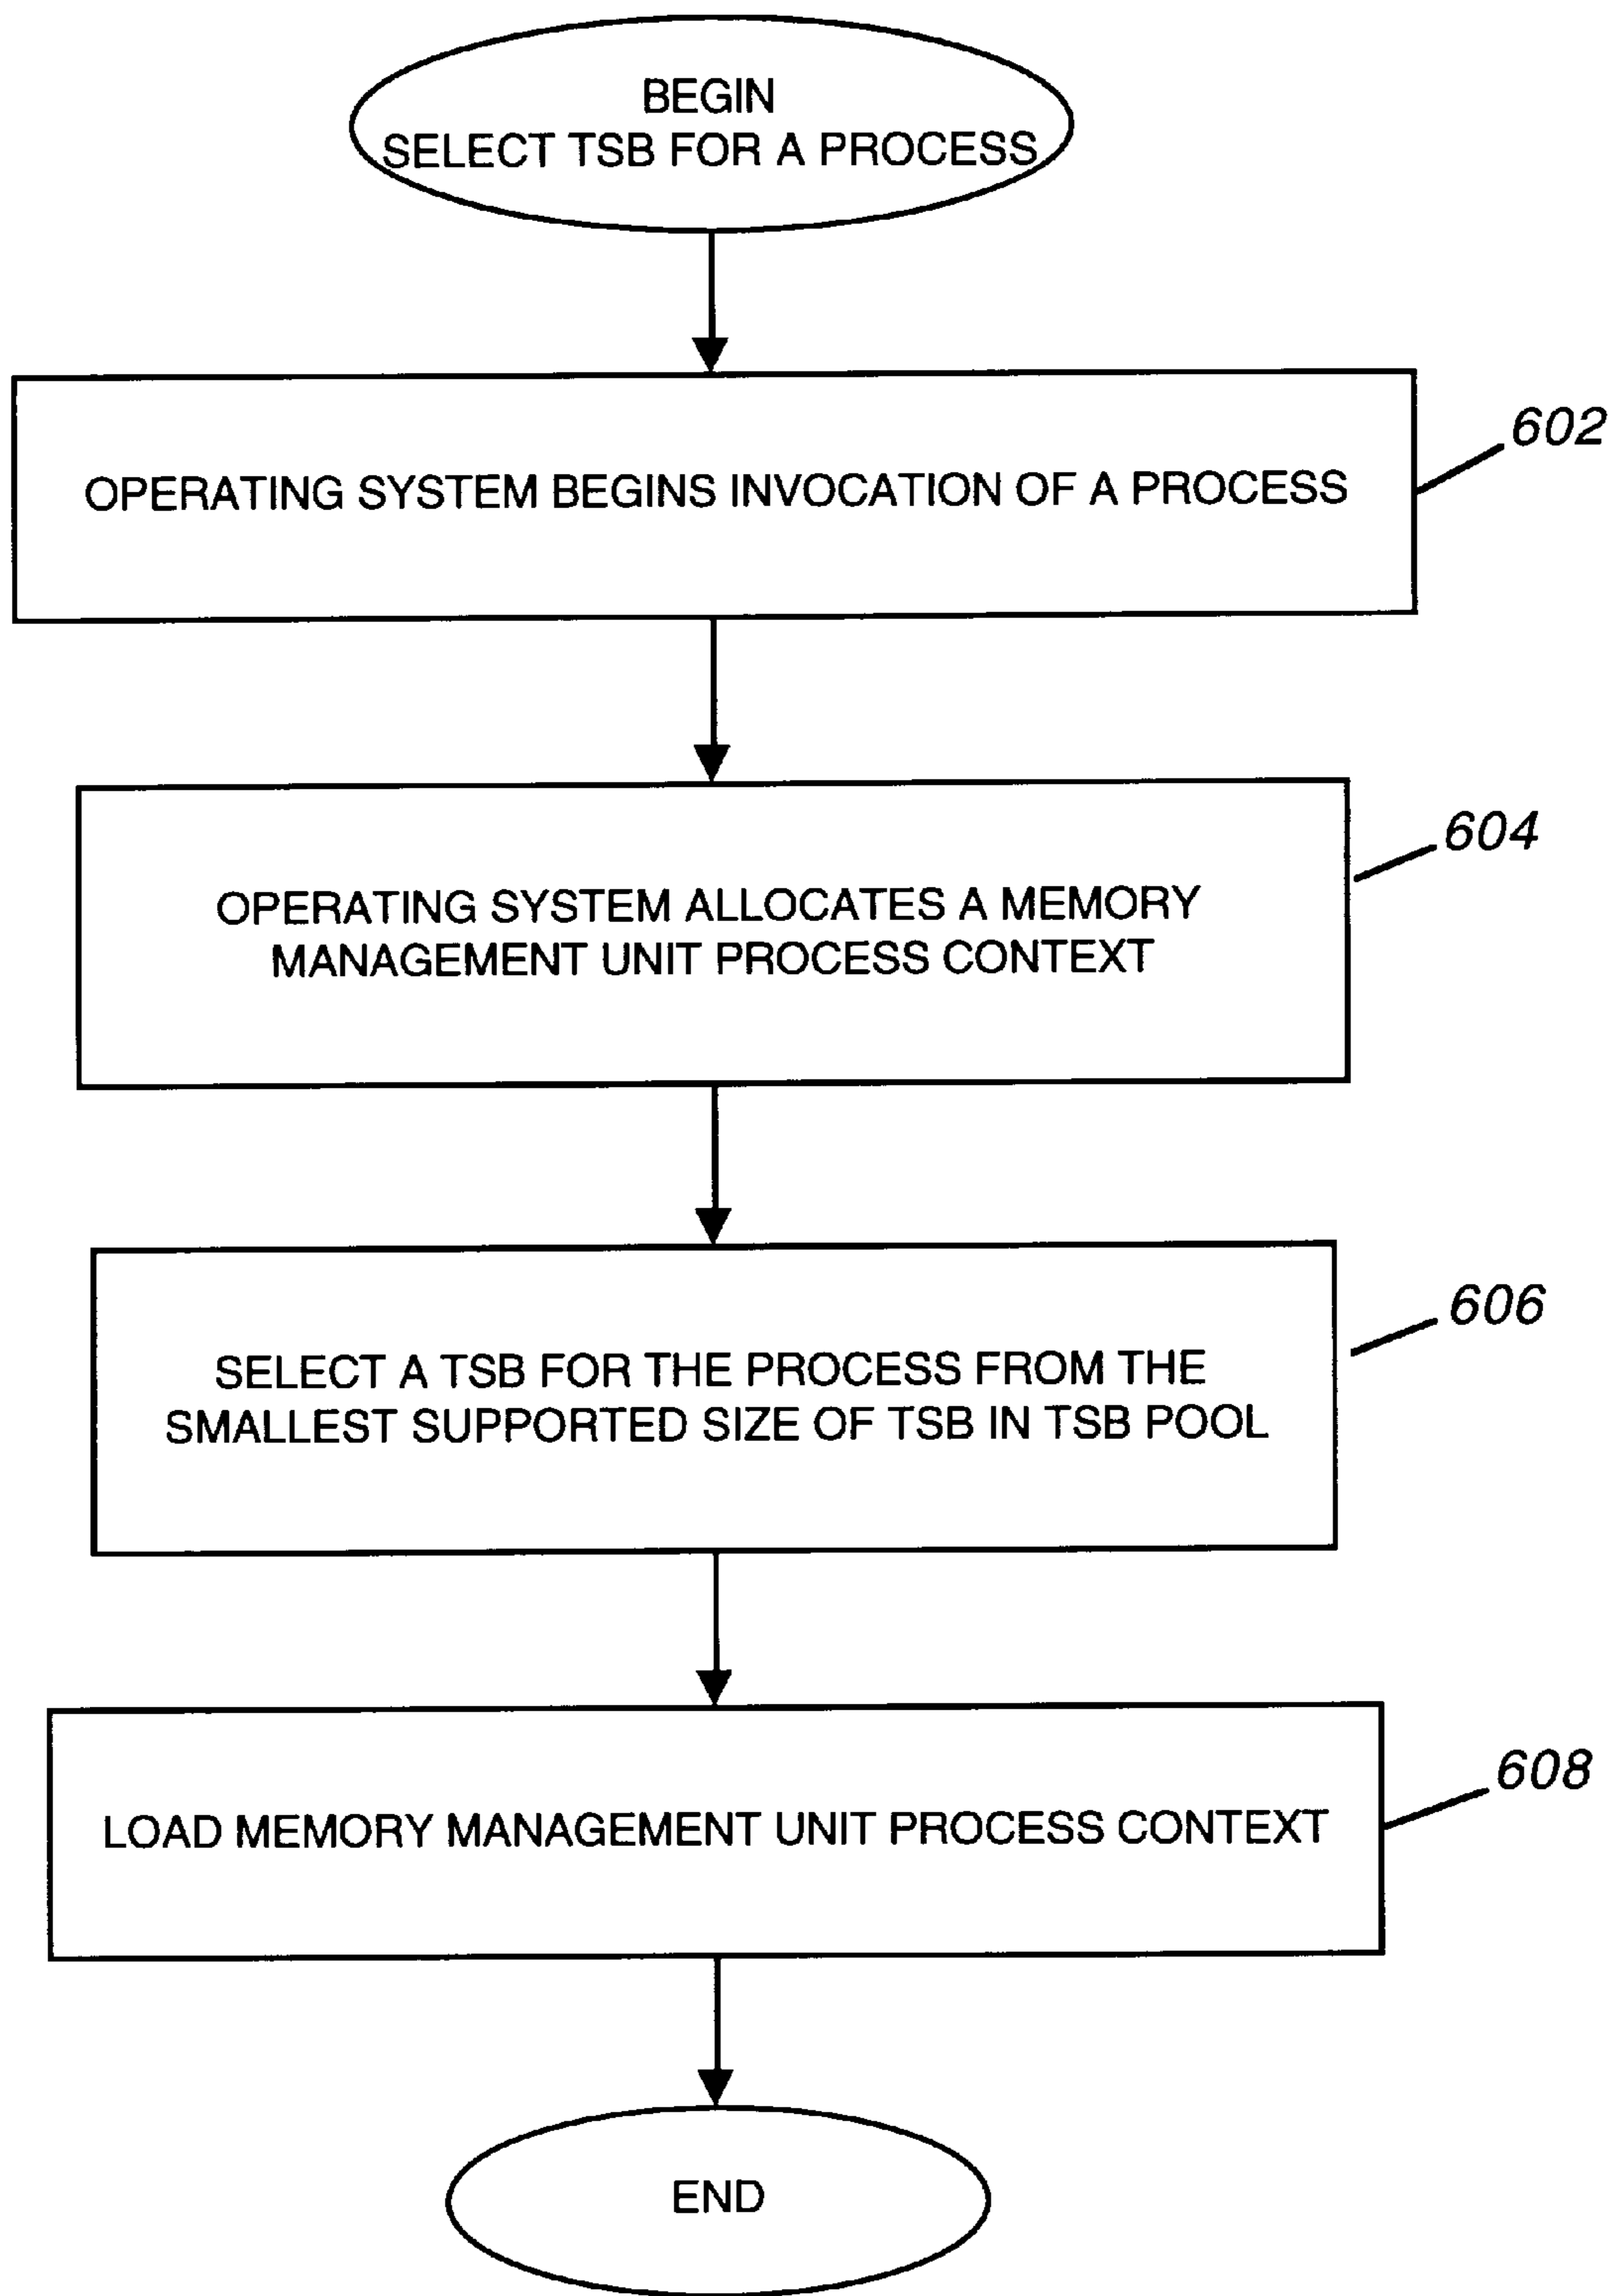 BEGIN
SELECT TSB FOR A PROCESS
602
OPERATING SYSTEM BEGINS INVOCATION OF A PROCESS
604
OPERATING SYSTEM ALLOCATES A MEMORY
MANAGEMENT UNIT PROCESS CONTEXT
606
SELECT A TSB FOR THE PROCESS FROM THE
SMALLEST SUPPORTED SIZE OF TSB IN TSB POOL
608
LOAD MEMORY MANAGEMENT UNIT PROCESS CONTEXT
END